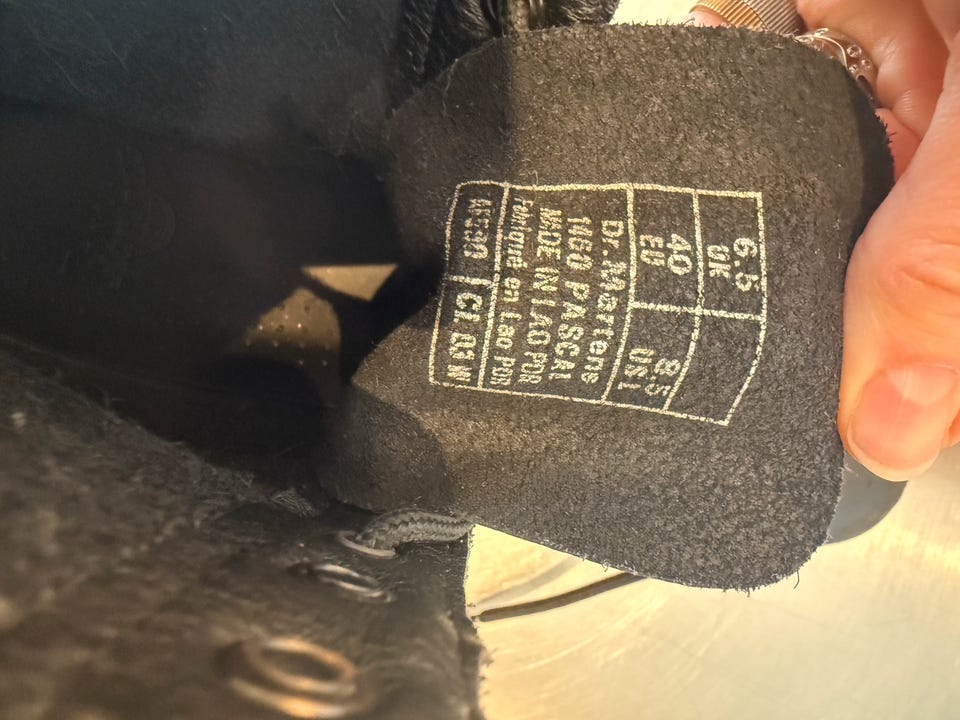 6.5
UK
40
EU
8.5
US L
Dr. Martens
1460 PASCAL
MADE IN LAO PDR
Fabriqué en Lao PDR